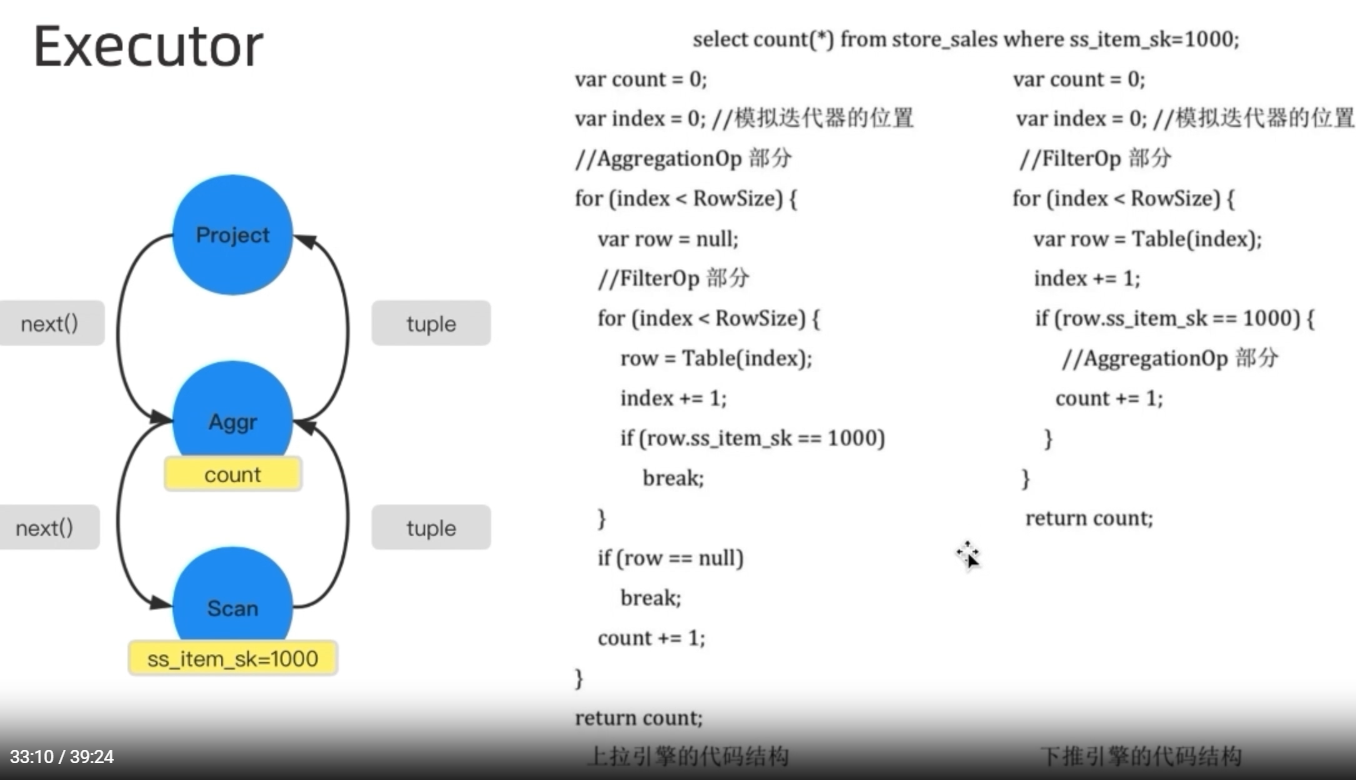 Executor
select count(*) from store_sales where ss_item_sk=1000;
Project
next()
tuple
Aggr
count
next()
tuple
Scan
ss_item_sk=1000
var count = 0;
var index = 0; //模拟迭代器的位置
//AggregationOp 部分
for (index < RowSize) {
var row = null;
//FilterOp 部分
for (index < RowSize) {
row = Table(index);
index += 1;
if (row.ss_item_sk == 1000)
break;
}
if (row == null)
break;
count += 1;
}
return count;
上拉引擎的代码结构
var count = 0;
var index = 0; //模拟迭代器的位置
//FilterOp 部分
for (index < RowSize) {
var row = Table(index);
index += 1;
if (row.ss_item_sk == 1000) {
//AggregationOp 部分
count += 1;
}
}
return count;
下推引擎的代码结构
33:10 / 39:24